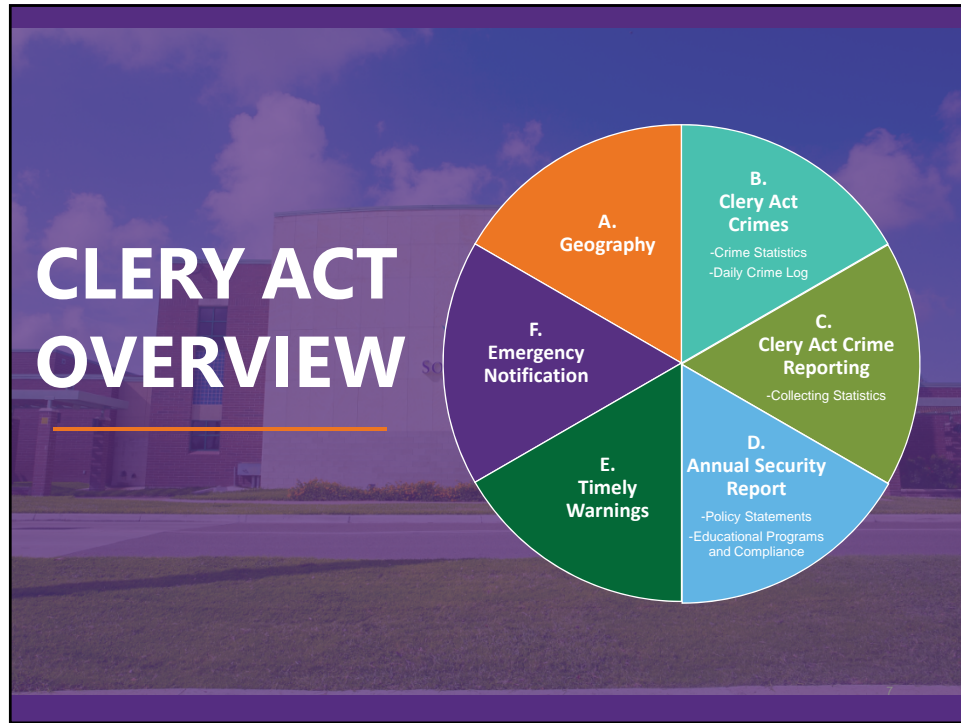 CLERY ACT
OVERVIEW
A.
Geography
B.
Clery Act
Crimes
-Crime Statistics
-Daily Crime Log
C.
Clery Act Crime
Reporting
-Collecting Statistics
D.
Annual Security
Report
-Policy Statements
-Educational Programs
and Compliance
E.
Timely
Warnings
F.
Emergency
Notification
7